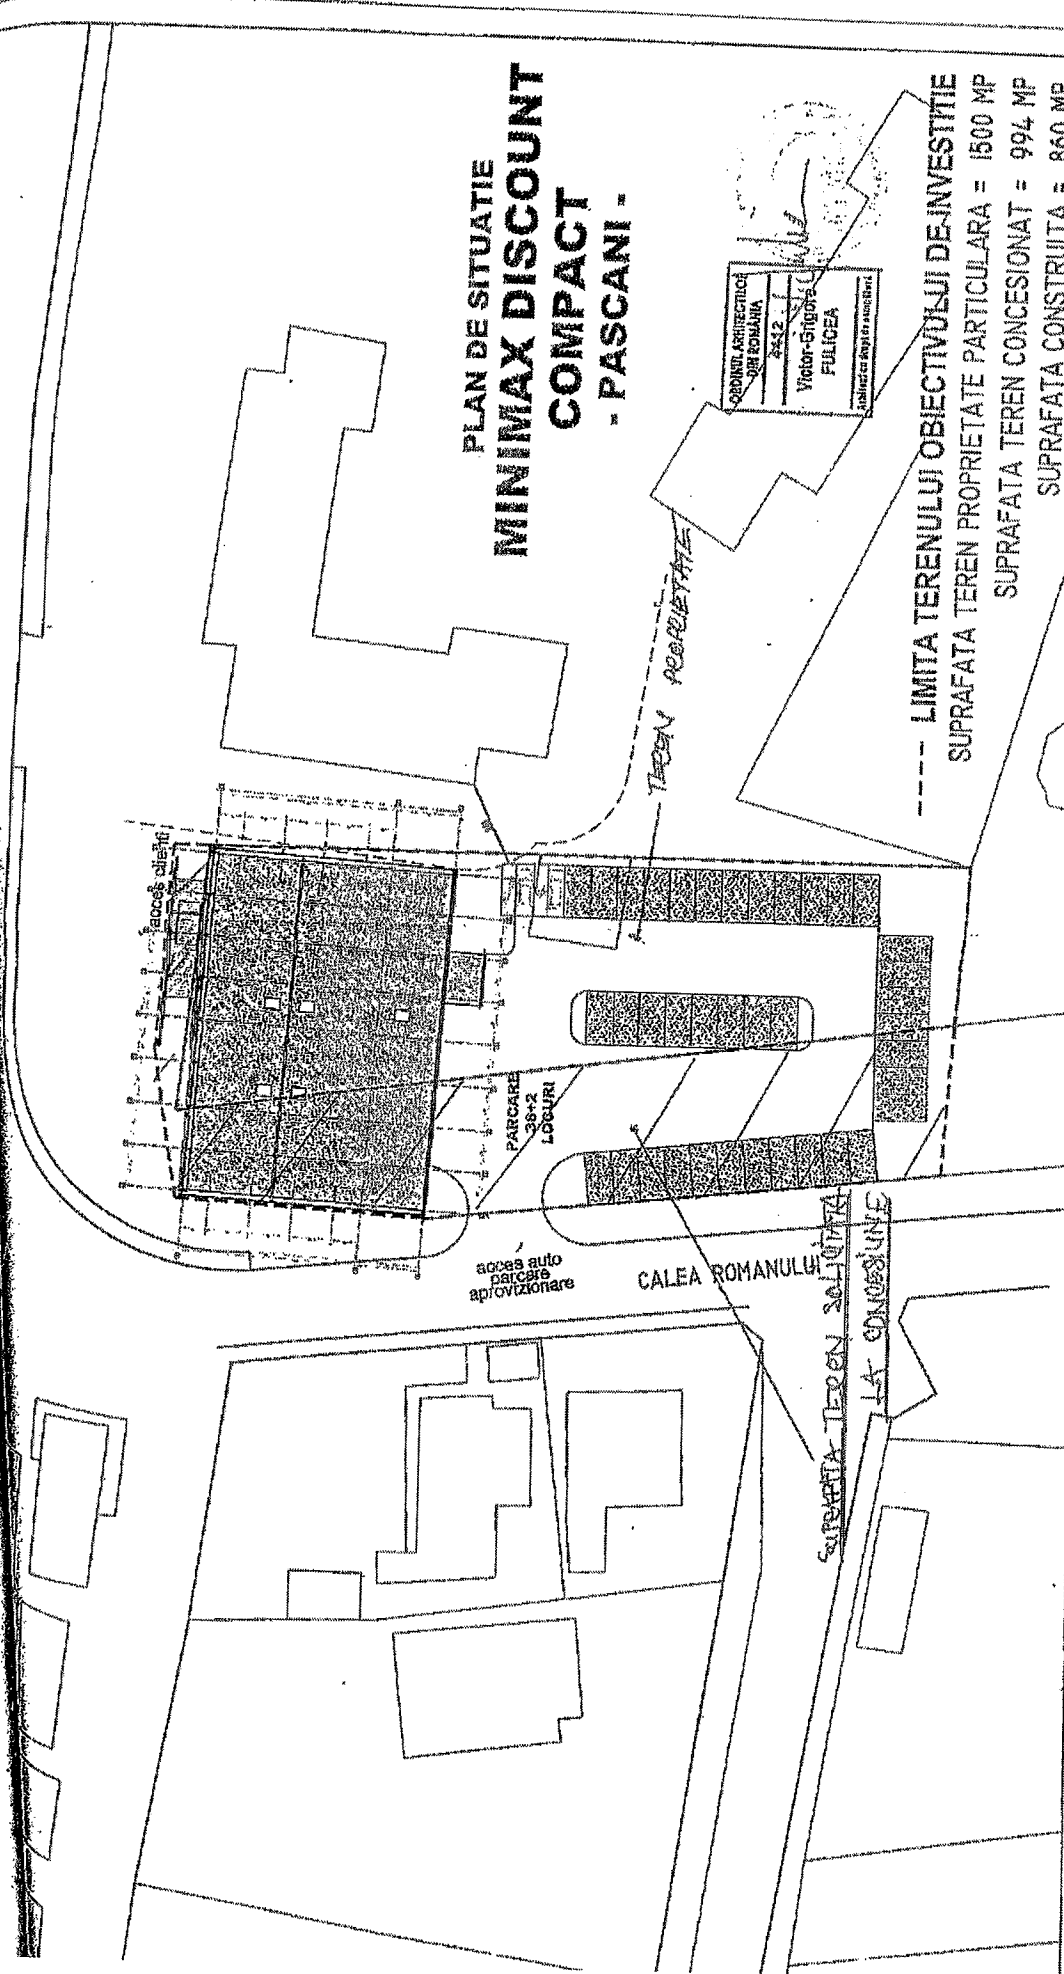 PLAN DE SITUATIE
MINIMAX DISCOUNT
COMPACT
- PASCANI -
ORDINUL ARHITECTILOR
DIN ROMÂNIA
Victor-Grigore
FULICEA
---- LIMITA TERENULUI OBIECTIVULUI DE INVESTITIE
SUPRAFATA TEREN PROPRIETATE PARTICULARA = 1500 MP
SUPRAFATA TEREN CONCESIONAT = 994 MP
SUPRAFATA CONSTRUITA = 860 MP
TEREN PROPRIETATE
acces clienti
PARCARE
38+2
LOCURI
acces auto
parcare
aprovizionare
CALEA ROMANULUI
SUPRAFATA TEREN SOLICITATA
LA CONCESIUNE